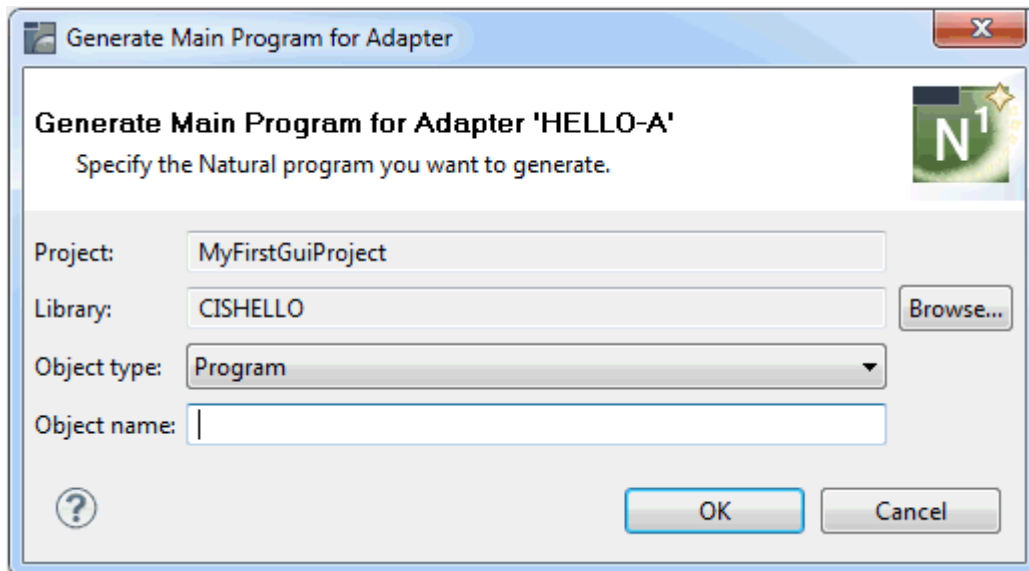 Generate Main Program for Adapter
x
Generate Main Program for Adapter 'HELLO-A'
Specify the Natural program you want to generate.
N1
Project: MyFirstGuiProject
Library: CISHELLO Browse...
Object type: Program
Object name:
? OK Cancel